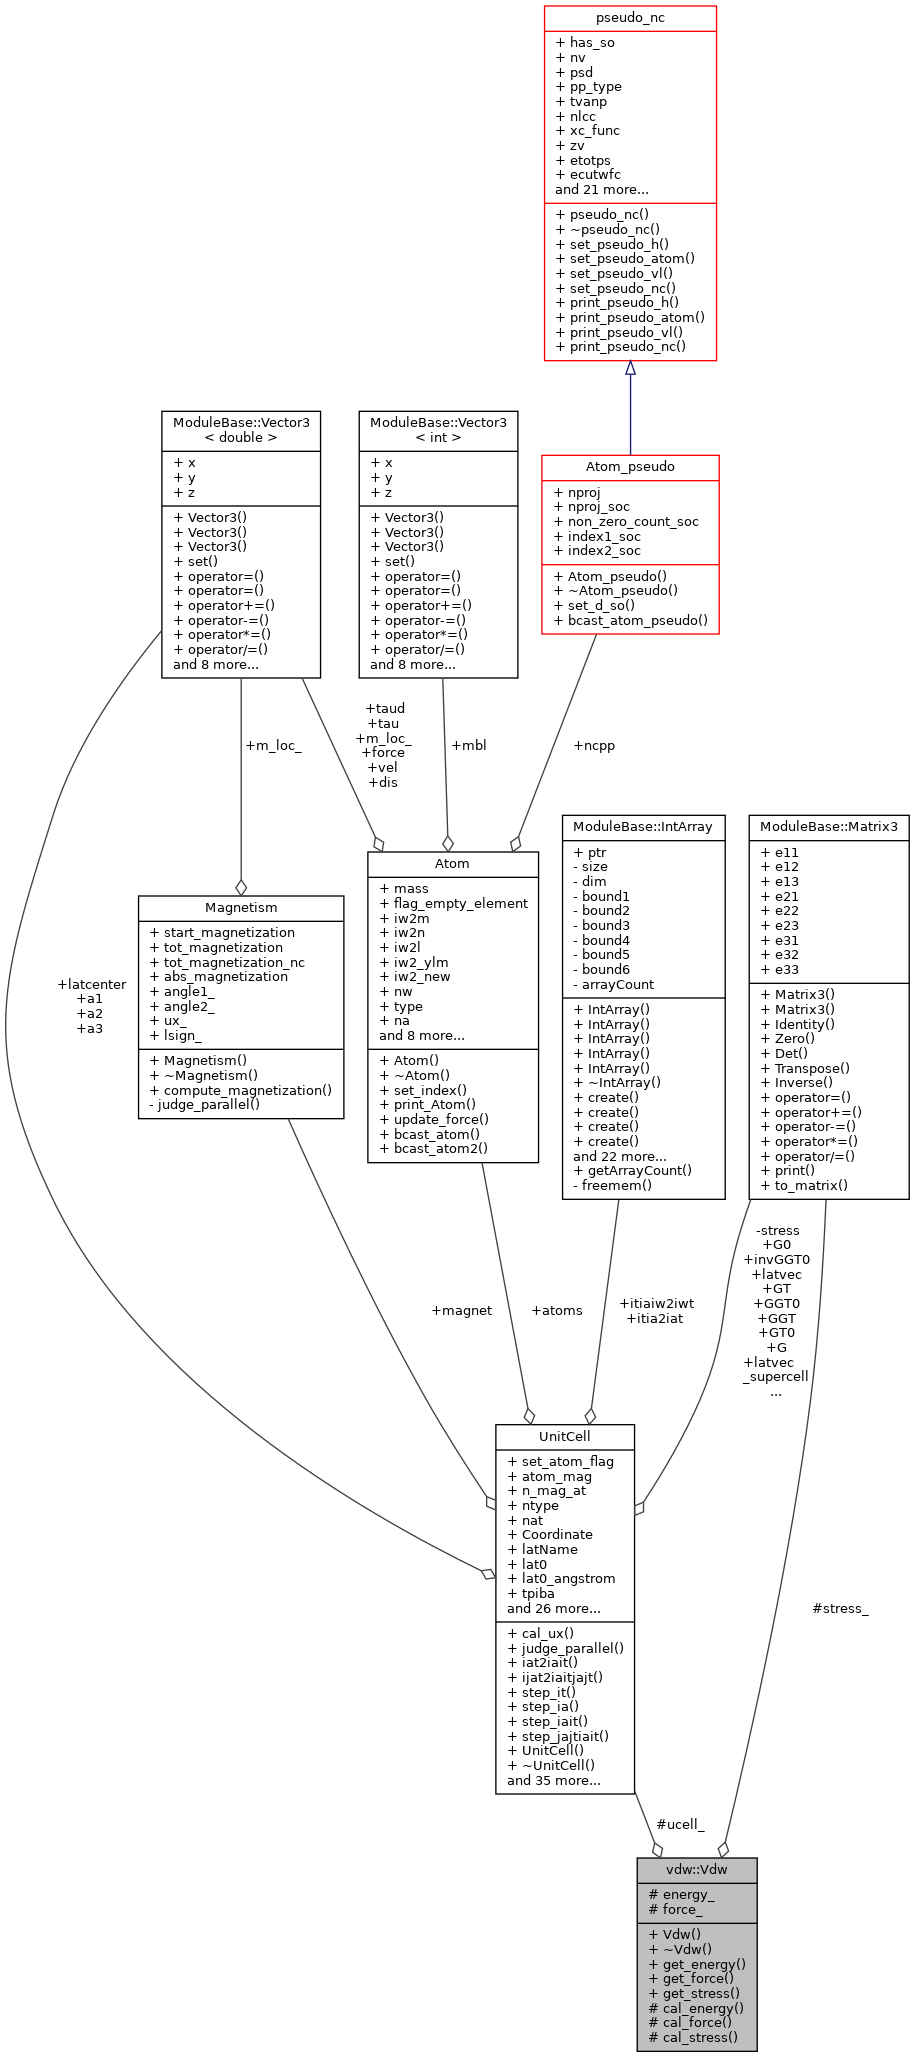 pseudo_nc
+ has_so
+ nv
+ psd
+ pp_type
+ tvanp
+ nlcc
+ xc_func
+ zv
+ etotps
+ ecutwfc
and 21 more...
+ pseudo_nc()
+ ~pseudo_nc()
+ set_pseudo_h()
+ set_pseudo_atom()
+ set_pseudo_vl()
+ set_pseudo_nc()
+ print_pseudo_h()
+ print_pseudo_atom()
+ print_pseudo_vl()
+ print_pseudo_nc()
ModuleBase::Vector3
< double >
+ x
+ y
+ z
+ Vector3()
+ Vector3()
+ Vector3()
+ set()
+ operator=()
+ operator=()
+ operator+=()
+ operator-=()
+ operator*=()
+ operator/=()
and 8 more...
ModuleBase::Vector3
< int >
+ x
+ y
+ z
+ Vector3()
+ Vector3()
+ Vector3()
+ set()
+ operator=()
+ operator=()
+ operator+=()
+ operator-=()
+ operator*=()
+ operator/=()
and 8 more...
Atom_pseudo
+ nproj
+ nproj_soc
+ non_zero_count_soc
+ index1_soc
+ index2_soc
+ Atom_pseudo()
+ ~Atom_pseudo()
+ set_d_so()
+ bcast_atom_pseudo()
+m_loc_
+taud
+tau
+m_loc_
+force
+vel
+dis
+mbl
+ncpp
+latcenter
+a1
+a2
+a3
Magnetism
+ start_magnetization
+ tot_magnetization
+ tot_magnetization_nc
+ abs_magnetization
+ angle1_
+ angle2_
+ ux_
+ lsign_
+ Magnetism()
+ ~Magnetism()
+ compute_magnetization()
- judge_parallel()
Atom
+ mass
+ flag_empty_element
+ iw2m
+ iw2n
+ iw2l
+ iw2_ylm
+ iw2_new
+ nw
+ type
+ na
and 8 more...
+ Atom()
+ ~Atom()
+ set_index()
+ print_Atom()
+ update_force()
+ bcast_atom()
+ bcast_atom2()
ModuleBase::IntArray
+ ptr
- size
- dim
- bound1
- bound2
- bound3
- bound4
- bound5
- bound6
- arrayCount
+ IntArray()
+ IntArray()
+ IntArray()
+ IntArray()
+ IntArray()
+ ~IntArray()
+ create()
+ create()
+ create()
+ create()
and 22 more...
+ getArrayCount()
- freemem()
ModuleBase::Matrix3
+ e11
+ e12
+ e13
+ e21
+ e22
+ e23
+ e31
+ e32
+ e33
+ Matrix3()
+ Matrix3()
+ Identity()
+ Zero()
+ Det()
+ Transpose()
+ Inverse()
+ operator=()
+ operator+=()
+ operator-=()
+ operator*=()
+ operator/=()
+ print()
+ to_matrix()
+magnet
+atoms
+itiaiw2iwt
+itia2iat
-stress
+G0
+invGGT0
+latvec
+GT
+GGT0
+GGT
+GT0
+G
+latvec
_supercell
...
UnitCell
+ set_atom_flag
+ atom_mag
+ n_mag_at
+ ntype
+ nat
+ Coordinate
+ latName
+ lat0
+ lat0_angstrom
+ tpiba
and 26 more...
+ cal_ux()
+ judge_parallel()
+ iat2iait()
+ ijat2iaitjajt()
+ step_it()
+ step_ia()
+ step_iait()
+ step_jajtiait()
+ UnitCell()
+ ~UnitCell()
and 35 more...
#stress_
#ucell_
vdw::Vdw
# energy_
# force_
+ Vdw()
+ ~Vdw()
+ get_energy()
+ get_force()
+ get_stress()
# cal_energy()
# cal_force()
# cal_stress()